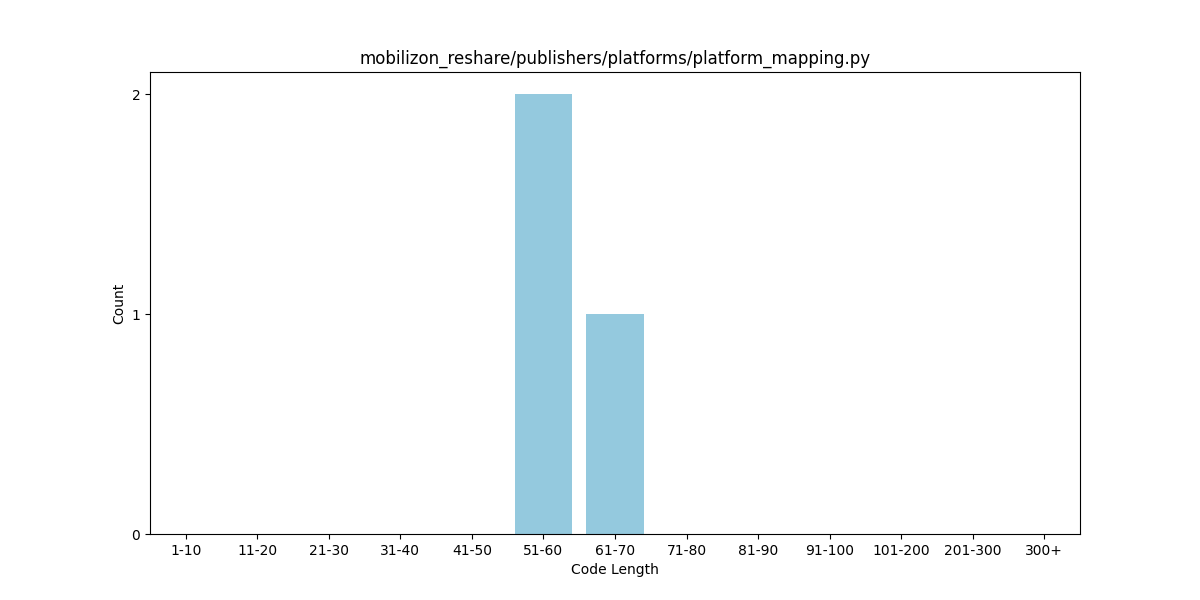 mobilizon_reshare/publishers/platforms/platform_mapping.py
2
1
0
Count
1-10 11-20 21-30 31-40 41-50 51-60 61-70 71-80 81-90 91-100 101-200 201-300 300+
Code Length